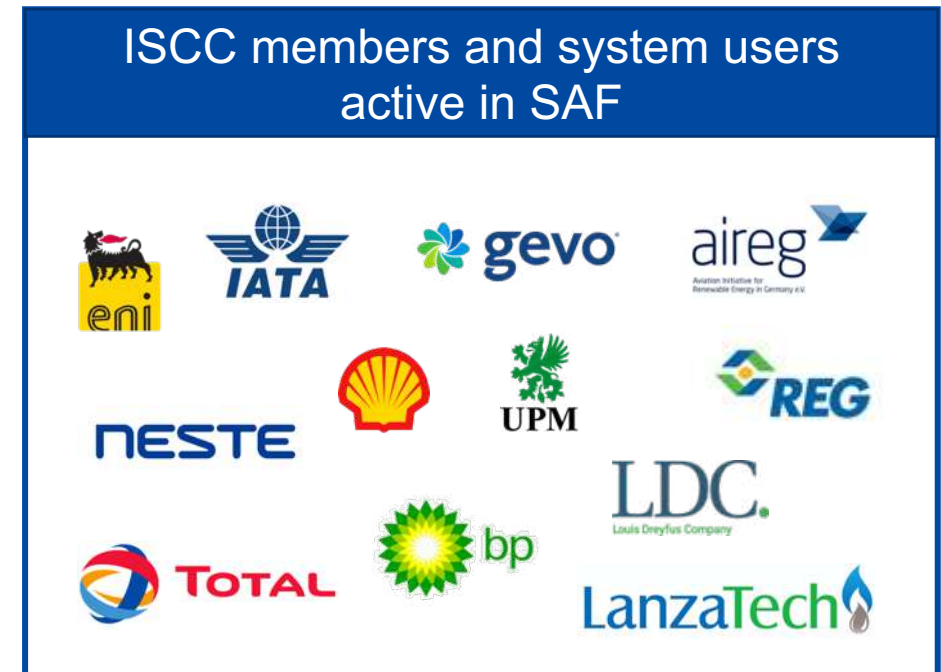 ISCC members and system users
active in SAF
eni
IATA
gevo
aireg
Aviation Initiative for
Renewable Energy in Germany e.V.
UPM
REG
NESTE
LDC.
Louis Dreyfus Company
bp
TOTAL
LanzaTech